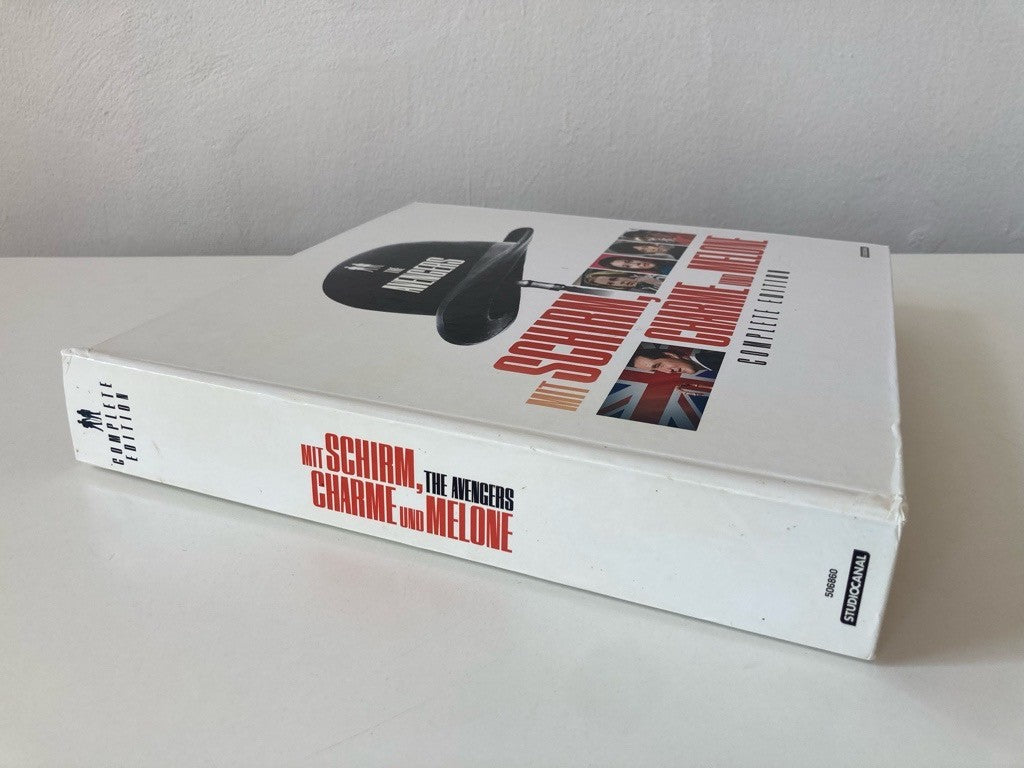 THE
AVENGERS
MIT SCHIRM,
CHARME UND MELONE
COMPLETE EDITION
COMPLETE
EDITION
MIT SCHIRM, THE AVENGERS
CHARME UND MELONE
506860
STUDIOCANAL